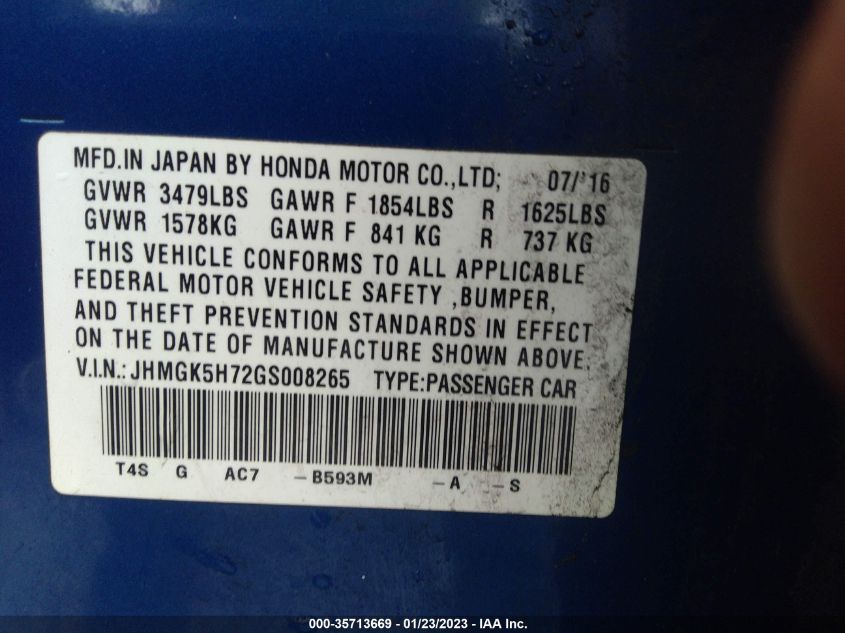 MFD.IN JAPAN BY HONDA MOTOR CO.,LTD; 07/'16
GVWR 3479LBS GAWR F 1854LBS R 1625LBS
GVWR 1578KG GAWR F 841 KG R 737 KG
THIS VEHICLE CONFORMS TO ALL APPLICABLE
FEDERAL MOTOR VEHICLE SAFETY ,BUMPER,
AND THEFT PREVENTION STANDARDS IN EFFECT
ON THE DATE OF MANUFACTURE SHOWN ABOVE.
V.I.N.: JHMGK5H72GS008265 TYPE:PASSENGER CAR
T4S G AC7 -B593M -A -S
000-35713669 - 01/23/2023 - IAA Inc.